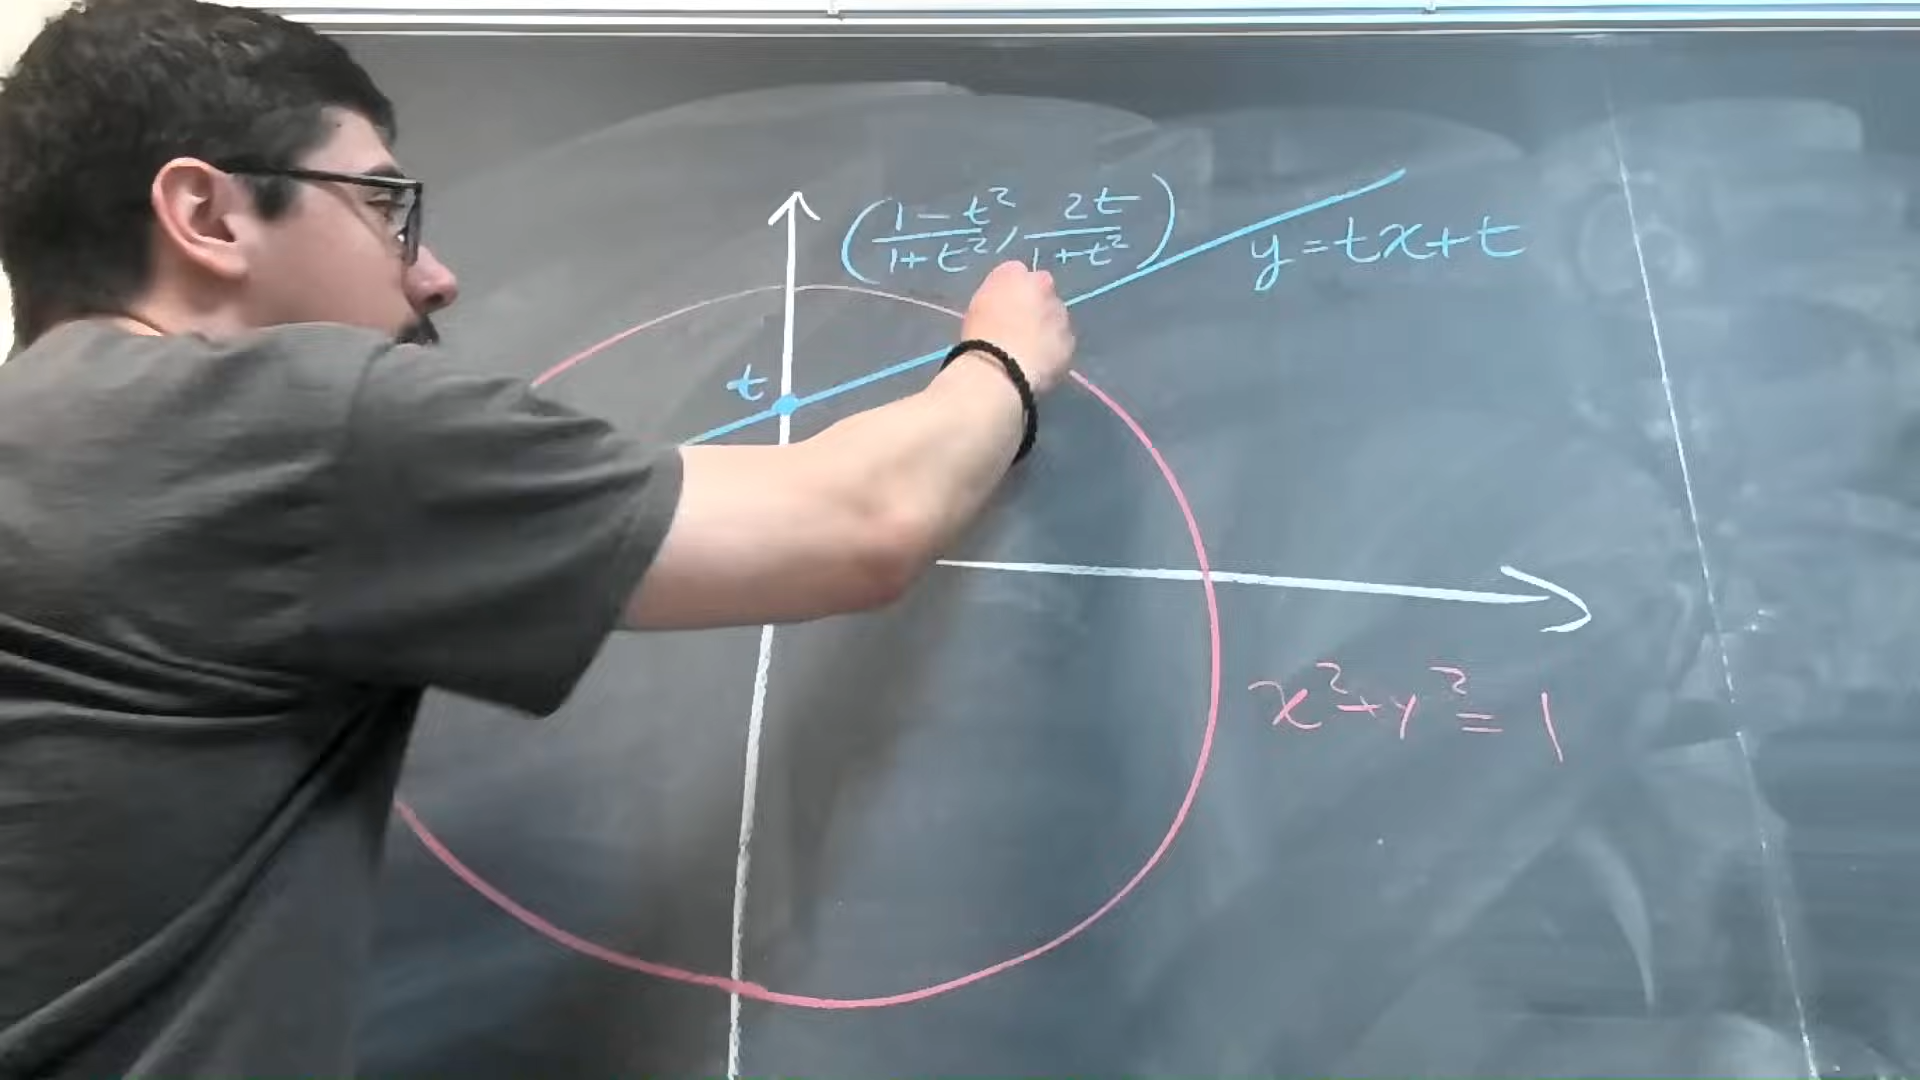 (1-t²/1+t², 2t/1+t²)
y=tx+t
t
x²+y²=1